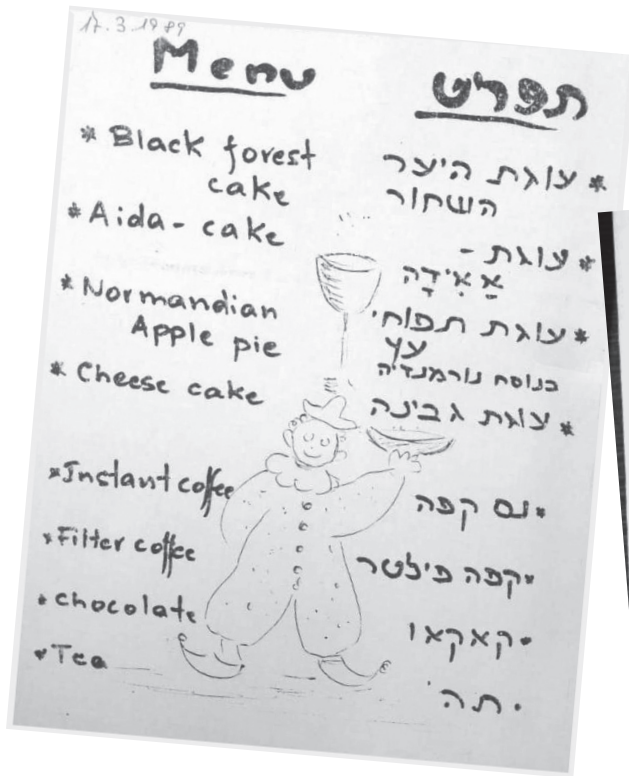 17.3.1989
Menu
* Black forest
cake
* Aida- cake
* Normandian
Apple pie
* Cheese cake
* Instant coffee
* Filter coffee
* chocolate
* Tea
תפריט
* עוגת היער
השחור
* עוגת -
אַאִידָה
* עוגת תפוחי
עץ
בנוסח נורמנדיה
* עוגת גבינה
* נס קפה
* קפה פילטר
* קאקאו
· תה